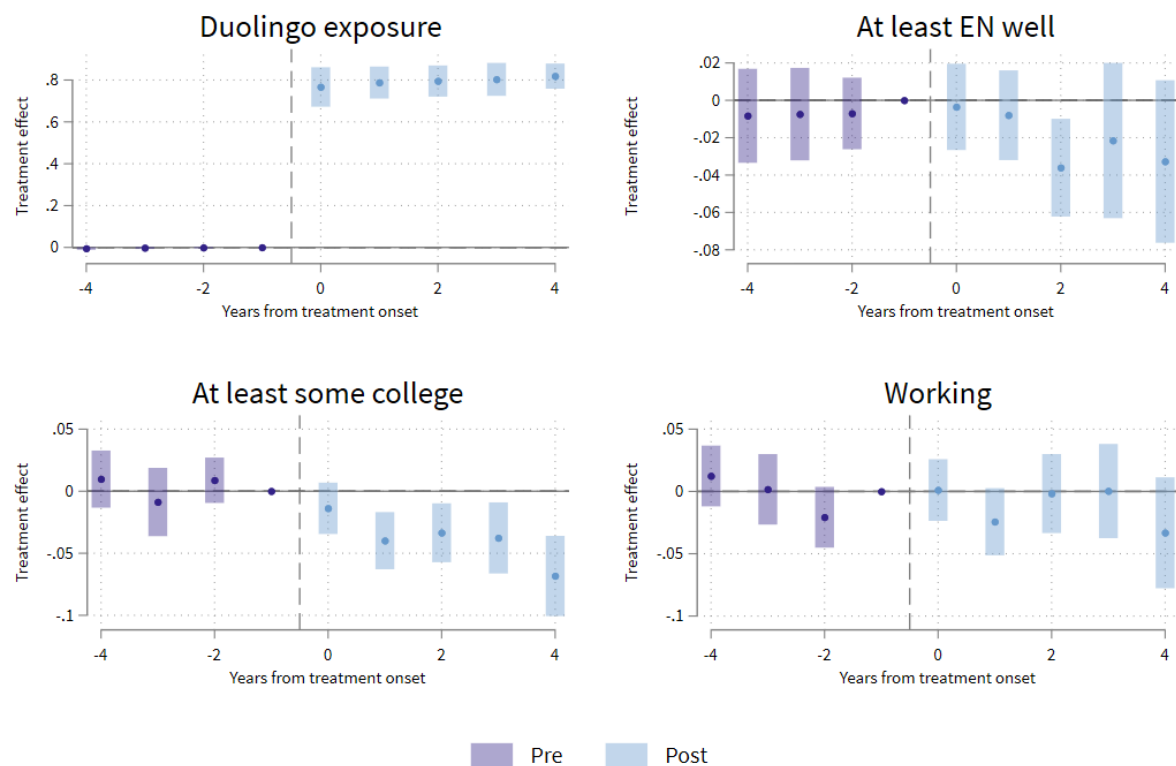 Duolingo exposure
Treatment effect
.8
.6
.4
.2
0
-4
-2
0
2
4
Years from treatment onset
At least EN well
Treatment effect
.02
0
-.02
-.04
-.06
-.08
-4
-2
0
2
4
Years from treatment onset
At least some college
Treatment effect
.05
0
-.05
-.1
-4
-2
0
2
4
Years from treatment onset
Working
Treatment effect
.05
0
-.05
-.1
-4
-2
0
2
4
Years from treatment onset
Pre
Post